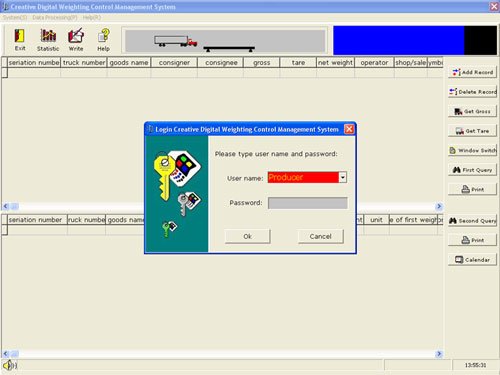 Creative Digital Weighting Control Management System
System(S) Data Processing(P) Help(H)
Exit Statistic Write Help
seriation number truck number goods name consigner consignee gross tare net weight operator shop/sale ymbo
Add Record
Delete Record
Get Gross
Get Tare
Window Switch
First Query
Print
Login Creative Digital Weighting Control Management System
Please type user name and password:
User name: Producer
Password:
Ok Cancel
seriation number ruck numbe goods name unit e of first weigh
Second Query
Print
Calendar
13:55:31